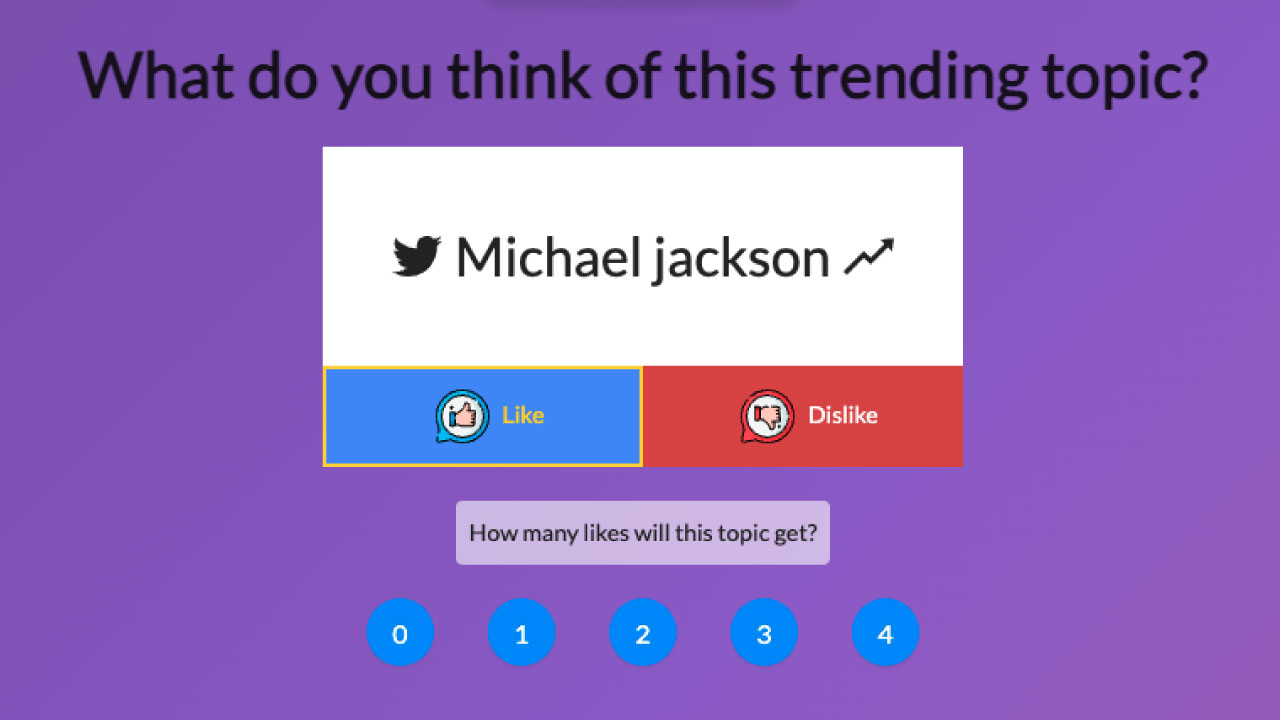 What do you think of this trending topic?
Michael jackson
Like
Dislike
How many likes will this topic get?
0 1 2 3 4